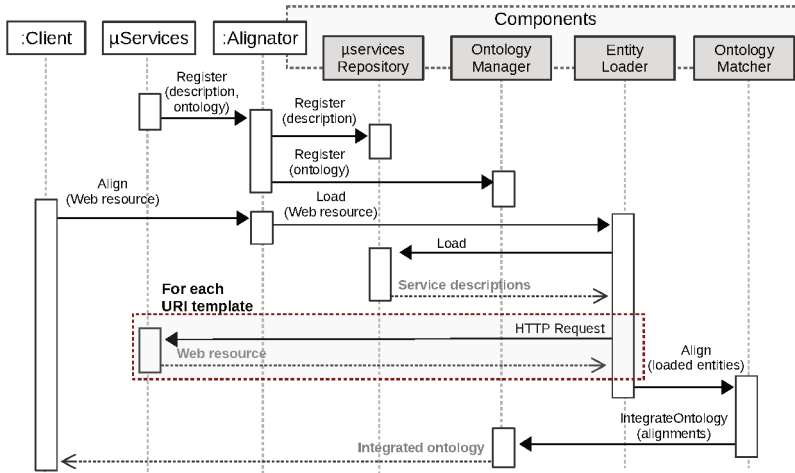 Components
:Client
µServices
:Alignator
µservices
Repository
Ontology
Manager
Entity
Loader
Ontology
Matcher
Register
(description,
ontology)
Register
(description)
Register
(ontology)
Align
(Web resource)
Load
(Web resource)
Load
Service descriptions
For each
URI template
HTTP Request
Web resource
Align
(loaded entities)
IntegrateOntology
(alignments)
Integrated ontology